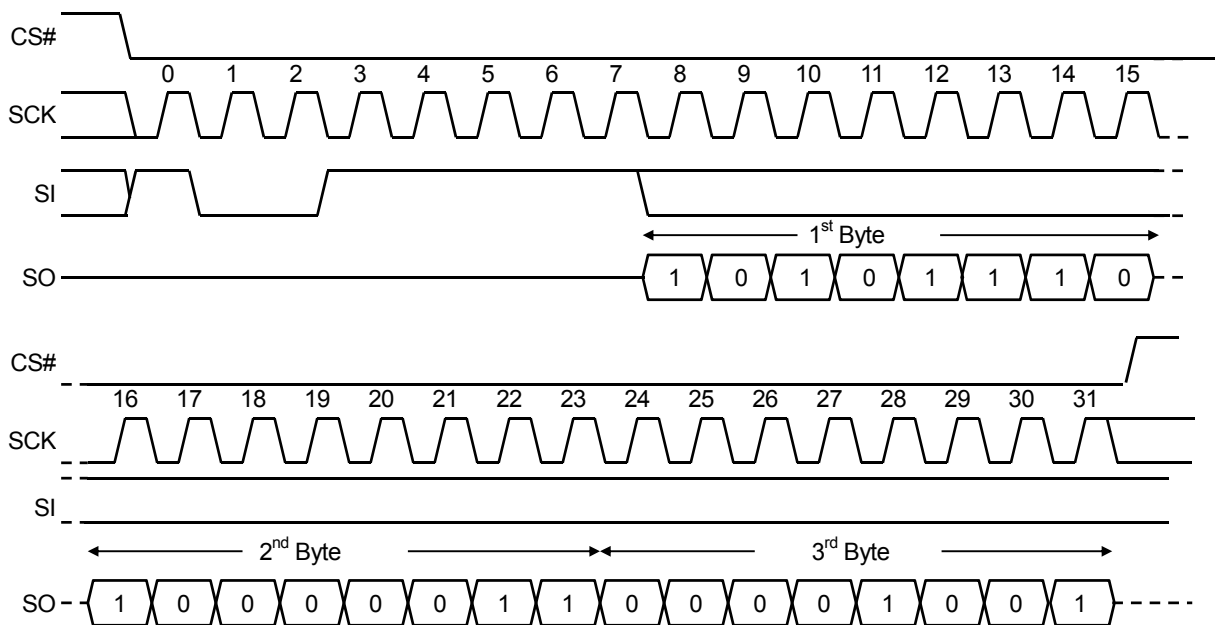 CS#
0 1 2 3 4 5 6 7 8 9 10 11 12 13 14 15
SCK
SI
1st Byte
SO 1 0 1 0 1 1 1 0
CS#
16 17 18 19 20 21 22 23 24 25 26 27 28 29 30 31
SCK
SI
2nd Byte 3rd Byte
SO 1 0 0 0 0 0 1 1 0 0 0 0 1 0 0 1